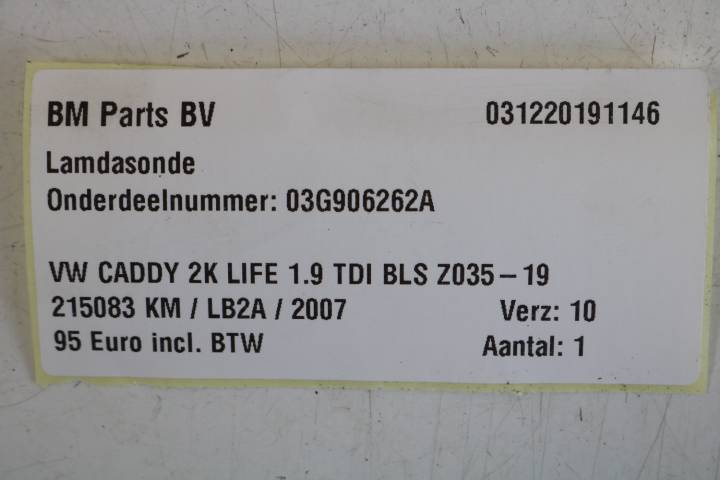 BM Parts BV 031220191146
Lamdasonde
Onderdeelnummer: 03G906262A
VW CADDY 2K LIFE 1.9 TDI BLS Z035-19
215083 KM / LB2A / 2007 Verz: 10
95 Euro incl. BTW Aantal: 1